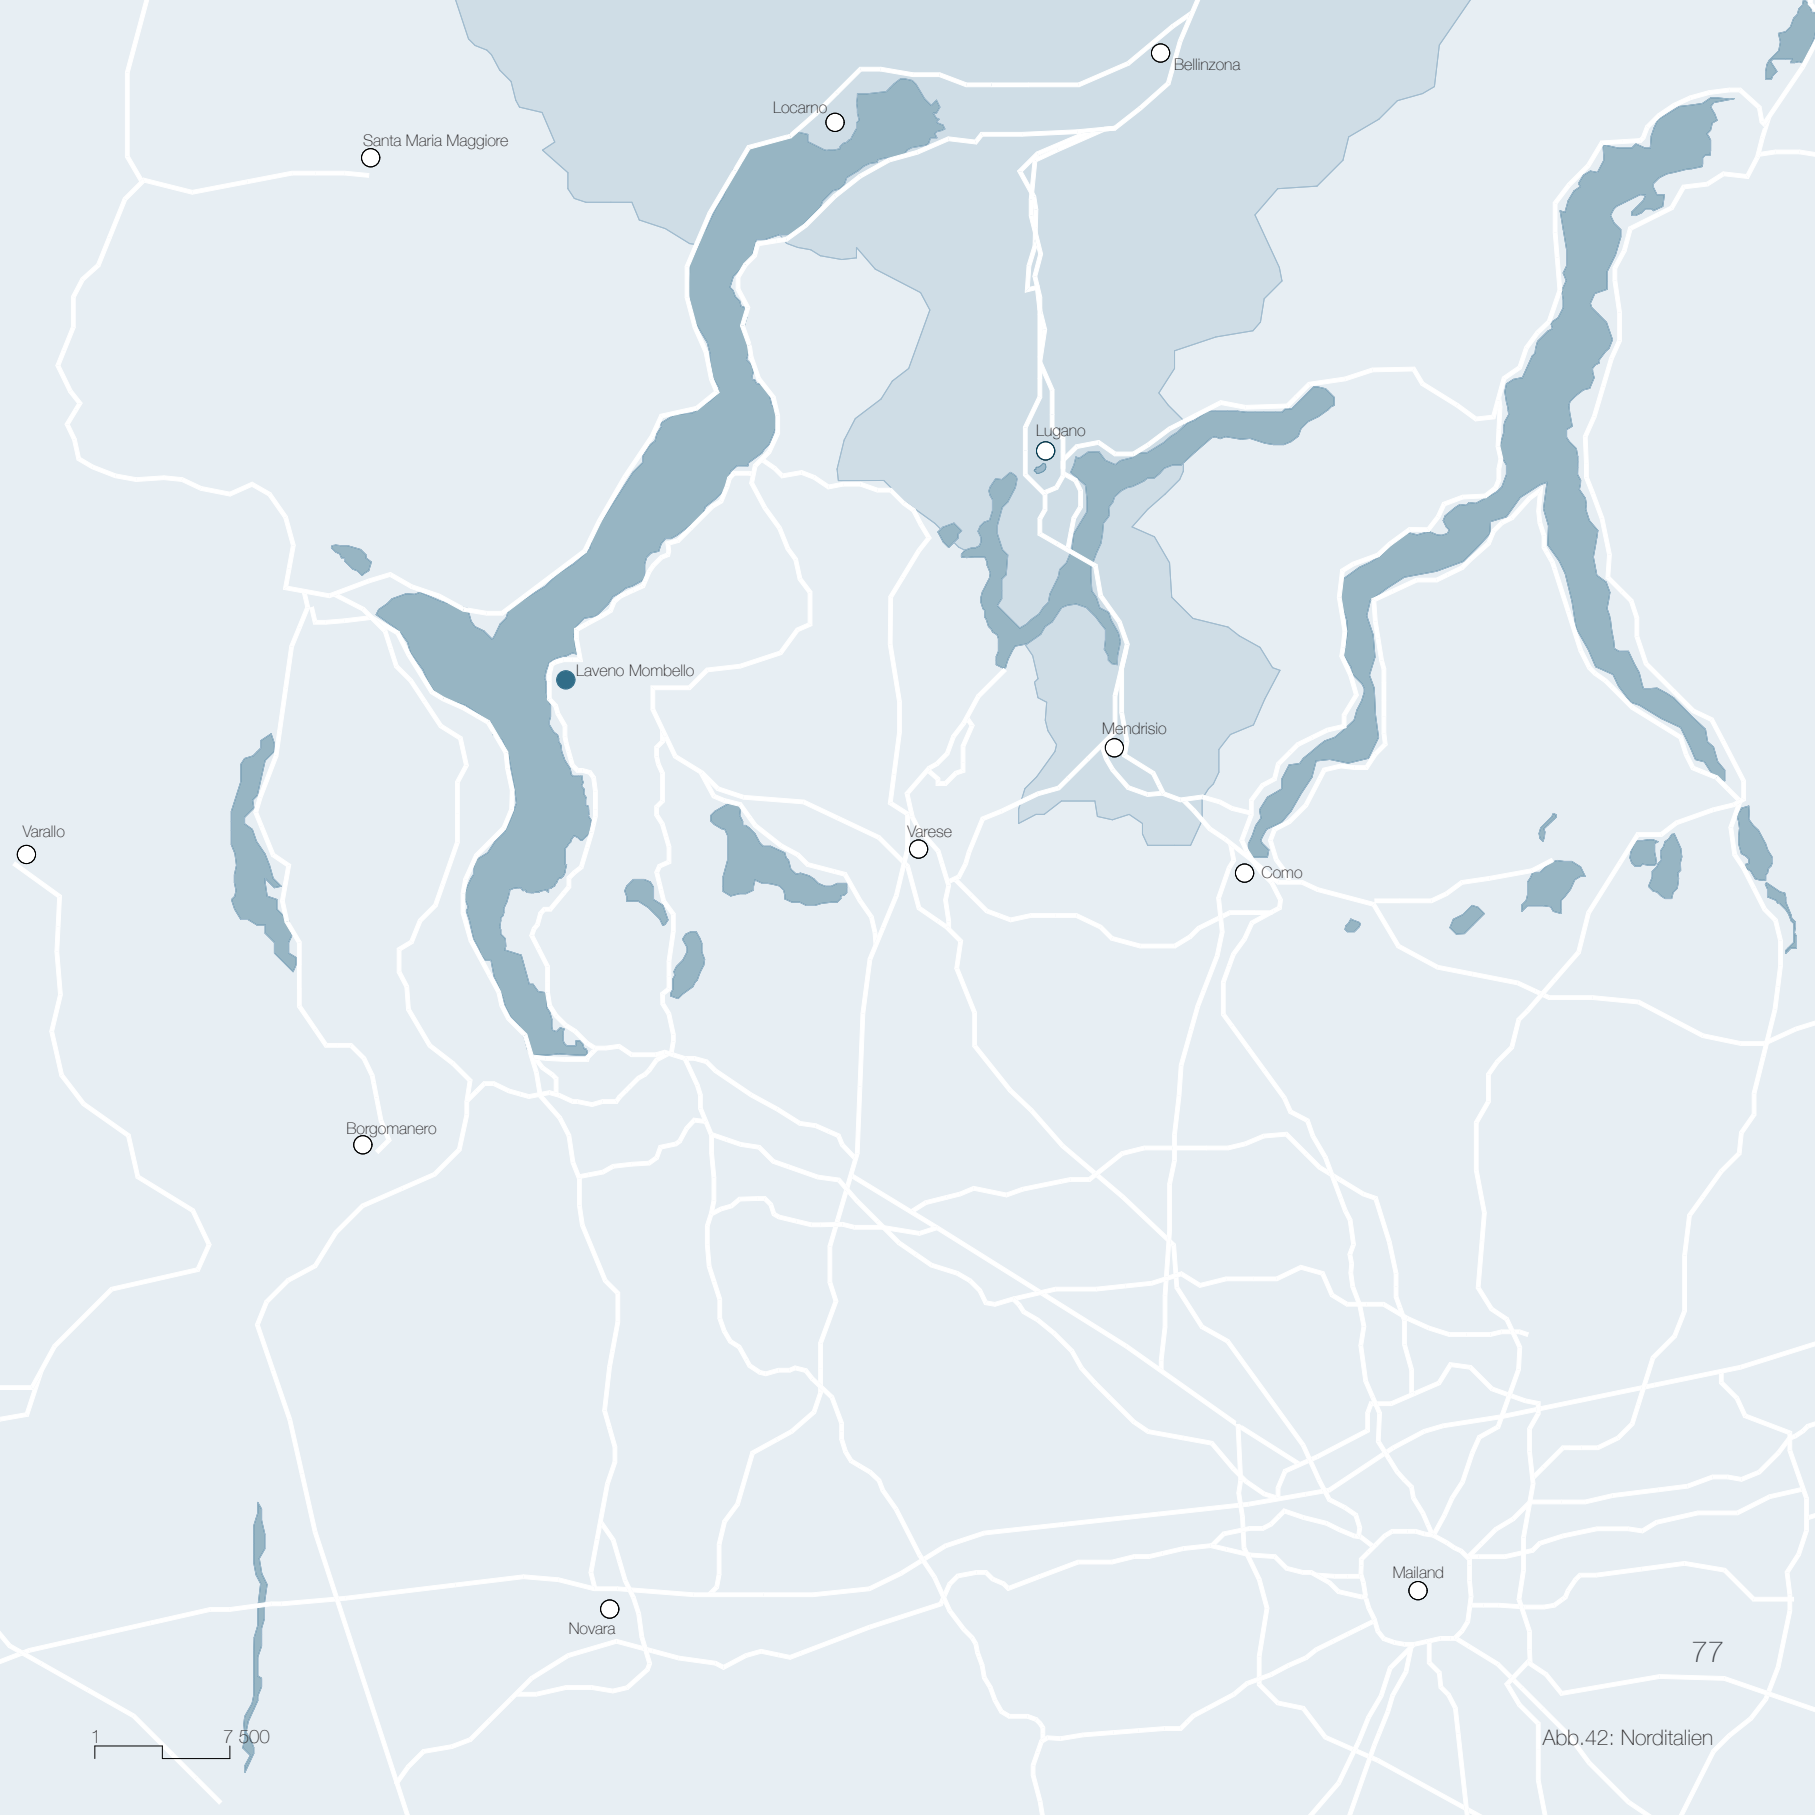 Bellinzona
Locarno
Santa Maria Maggiore
Lugano
Laveno Mombello
Mendrisio
Varallo
Varese
Como
Borgomanero
Mailand
Novara
77
1 7 500
Abb.42: Norditalien